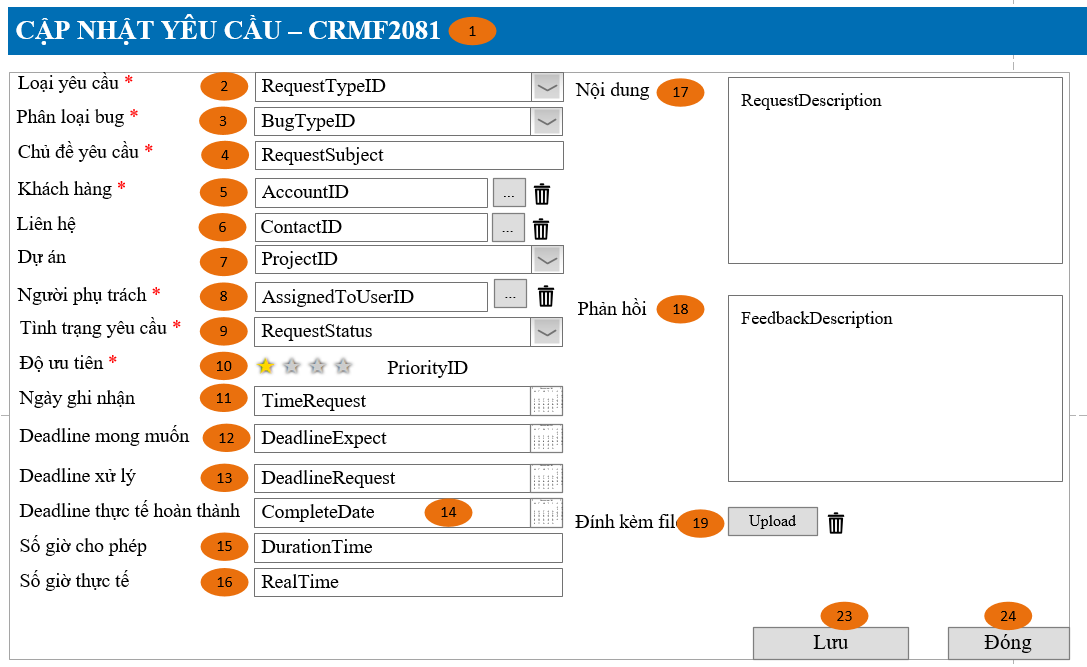 CẬP NHẬT YÊU CẦU – CRMF2081 1
Loại yêu cầu * 2 RequestTypeID
Phân loại bug * 3 BugTypeID
Chủ đề yêu cầu * 4 RequestSubject
Khách hàng * 5 AccountID ...
Liên hệ 6 ContactID ...
Dự án 7 ProjectID
Người phụ trách * 8 AssignedToUserID ...
Tình trạng yêu cầu * 9 RequestStatus
Độ ưu tiên * 10 PriorityID
Ngày ghi nhận 11 TimeRequest
Deadline mong muốn 12 DeadlineExpect
Deadline xử lý 13 DeadlineRequest
Deadline thực tế hoàn thành CompleteDate 14
Số giờ cho phép 15 DurationTime
Số giờ thực tế 16 RealTime
Nội dung 17 RequestDescription
Phản hồi 18 FeedbackDescription
Đính kèm file 19 Upload
23 24
Lưu Đóng